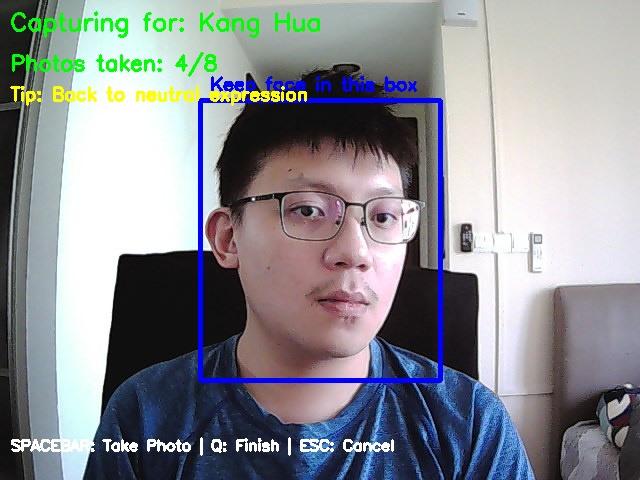 Capturing for: Kang Hua
Photos taken: 4/8
Keep face in this box
Tip: Back to neutral expression
SPACEBAR: Take Photo | Q: Finish | ESC: Cancel